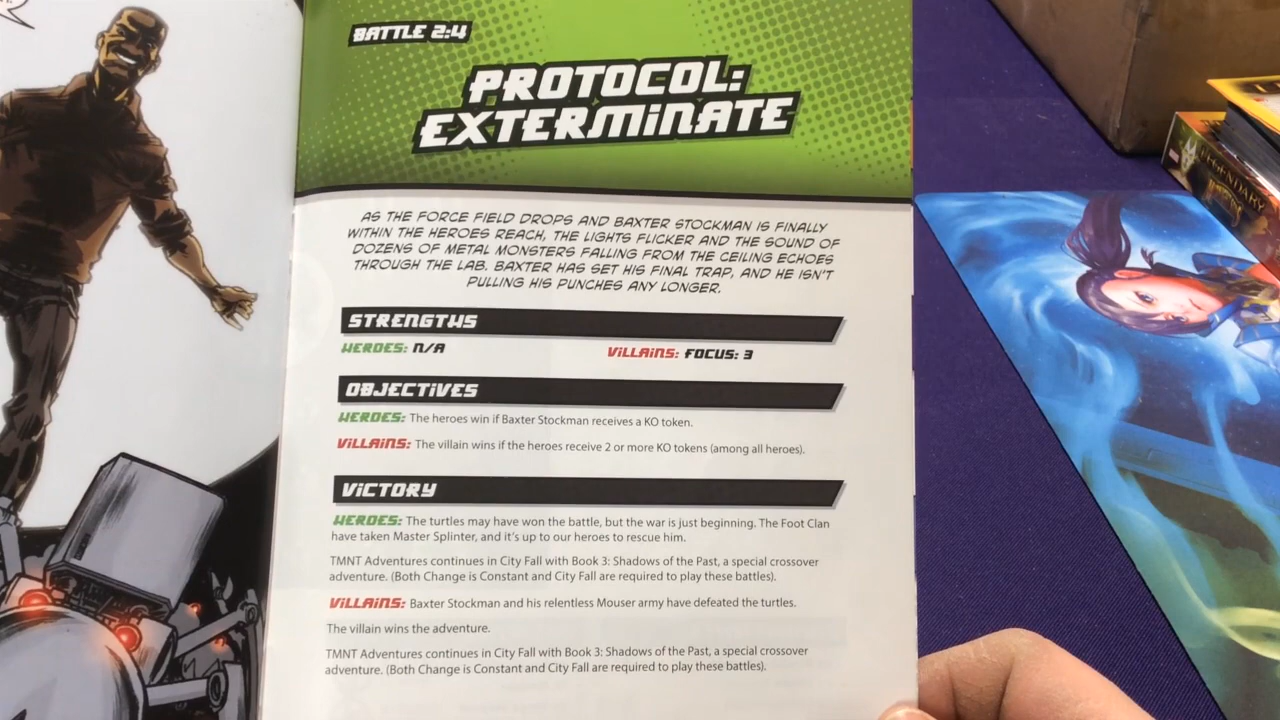 BATTLE 2:4
PROTOCOL:
EXTERMINATE
AS THE FORCE FIELD DROPS AND BAXTER STOCKMAN IS FINALLY
WITHIN THE HEROES REACH, THE LIGHTS FLICKER AND THE SOUND OF
DOZENS OF METAL MONSTERS FALLING FROM THE CEILING ECHOES
THROUGH THE LAB. BAXTER HAS SET HIS FINAL TRAP, AND HE ISN'T
PULLING HIS PUNCHES ANY LONGER.
STRENGTHS
HEROES: N/A
VILLAINS: FOCUS: 3
OBJECTIVES
HEROES: The heroes win if Baxter Stockman receives a KO token.
VILLAINS: The villain wins if the heroes receive 2 or more KO tokens (among all heroes).
VICTORY
HEROES: The turtles may have won the battle, but the war is just beginning. The Foot Clan
have taken Master Splinter, and it's up to our heroes to rescue him.
TMNT Adventures continues in City Fall with Book 3: Shadows of the Past, a special crossover
adventure. (Both Change is Constant and City Fall are required to play these battles).
VILLAINS: Baxter Stockman and his relentless Mouser army have defeated the turtles.
The villain wins the adventure.
TMNT Adventures continues in City Fall with Book 3: Shadows of the Past, a special crossover
adventure. (Both Change is Constant and City Fall are required to play these battles).
LEGENDARY